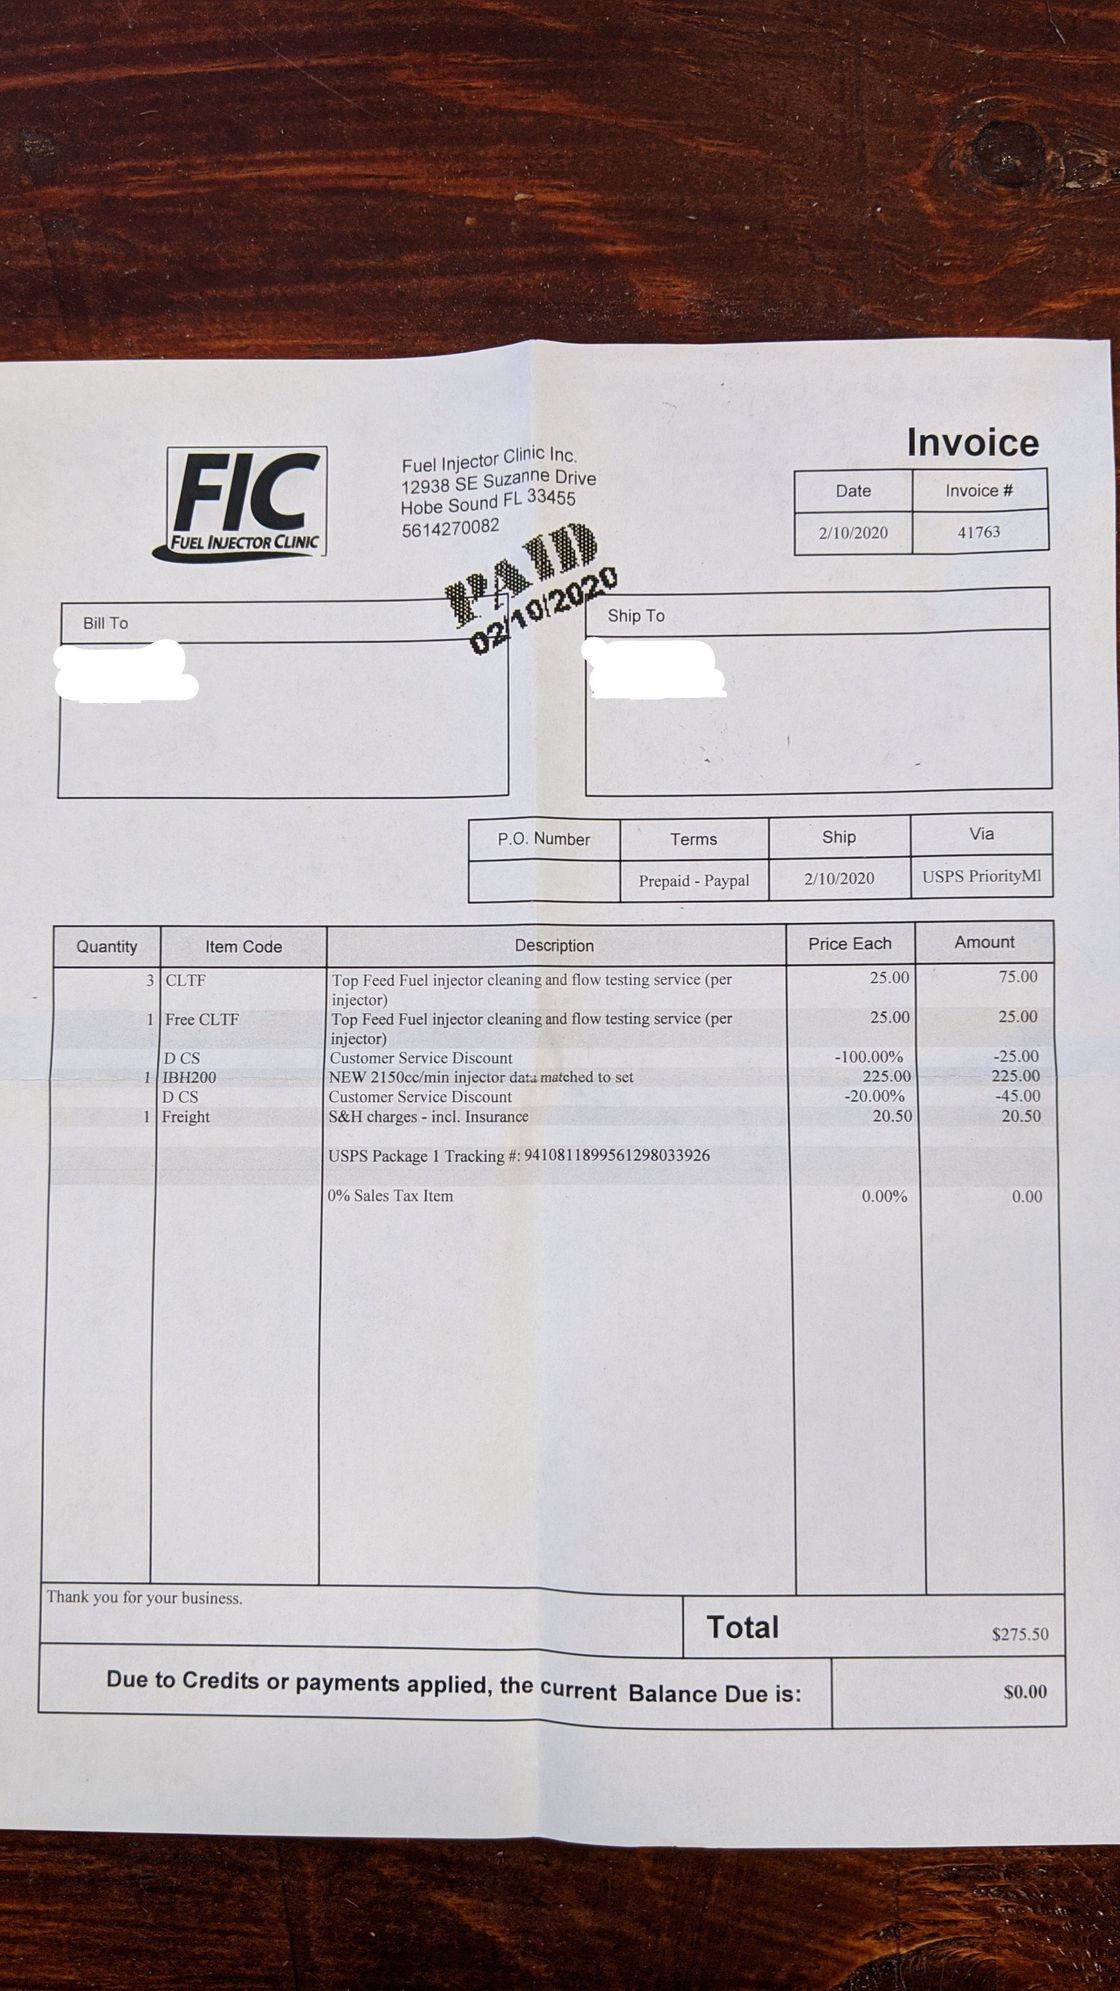 Invoice
FIC
FUEL INJECTOR CLINIC
Fuel Injector Clinic Inc.
12938 SE Suzanne Drive
Hobe Sound FL 33455
5614270082
Date Invoice #
2/10/2020 41763
PAID
02/10/2020
Bill To
Ship To
P.O. Number Terms Ship Via
Prepaid - Paypal 2/10/2020 USPS PriorityMl
Quantity Item Code Description Price Each Amount
3 CLTF Top Feed Fuel injector cleaning and flow testing service (per 25.00 75.00
injector)
1 Free CLTF Top Feed Fuel injector cleaning and flow testing service (per 25.00 25.00
injector)
D CS Customer Service Discount -100.00% -25.00
1 IBH200 NEW 2150cc/min injector data matched to set 225.00 225.00
D CS Customer Service Discount -20.00% -45.00
1 Freight S&H charges - incl. Insurance 20.50 20.50
USPS Package 1 Tracking #: 9410811899561298033926
0% Sales Tax Item 0.00% 0.00
Thank you for your business.
Total $275.50
Due to Credits or payments applied, the current Balance Due is: $0.00